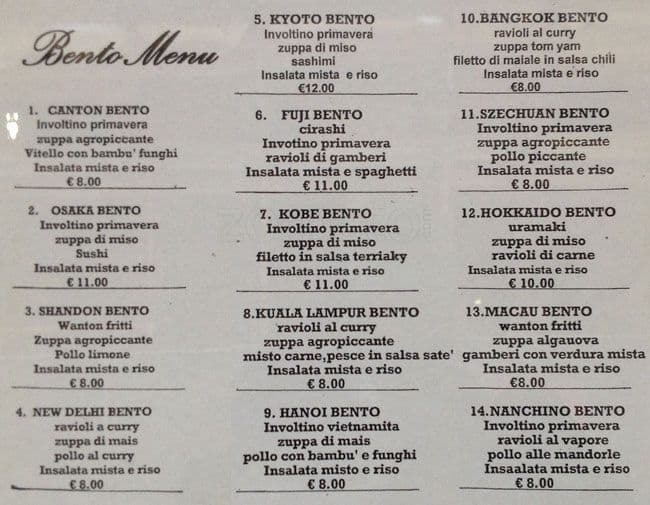 Bento Menu
1. CANTON BENTO
Involtino primavera
zuppa agropiccante
Vitello con bambu' funghi
Insalata mista e riso
€ 8.00
2. OSAKA BENTO
Involtino primavera
zuppa di miso
Sushi
Insalata mista e riso
€ 11.00
3. SHANDON BENTO
Wanton fritti
Zuppa agropiccante
Pollo limone
Insalata mista e riso
€ 8.00
4. NEW DELHI BENTO
ravioli a curry
zuppa di mais
pollo al curry
Insalata mista e riso
€ 8.00
5. KYOTO BENTO
Involtino primavera
zuppa di miso
sashimi
Insalata mista e riso
€12.00
6. FUJI BENTO
cirashi
Invotino primavera
ravioli di gamberi
Insalata mista e spaghetti
€ 11.00
7. KOBE BENTO
Involtino primavera
zuppa di miso
filetto in salsa terriaky
Insalata mista e riso
€ 11.00
8.KUALA LAMPUR BENTO
ravioli al curry
zuppa agropiccante
misto carne,pesce in salsa sate'
Insalata mista e riso
€ 8.00
9. HANOI BENTO
Involtino vietnamita
zuppa di mais
pollo con bambu' e funghi
Insalata misto e riso
€ 8.00
10.BANGKOK BENTO
ravioli al curry
zuppa tom yam
filetto di maiale in salsa chili
Insalata mista e riso
€8.00
11.SZECHUAN BENTO
Involtino primavera
zuppa agropiccante
pollo piccante
Insalata mista e riso
€ 8.00
12.HOKKAIDO BENTO
uramaki
zuppa di miso
ravioli di carne
Insalata mista e riso
€ 10.00
13.MACAU BENTO
wanton fritti
zuppa algauova
gamberi con verdura mista
Insalata mista e riso
€8.00
14.NANCHINO BENTO
Involtino primavera
ravioli al vapore
pollo alle mandorle
Insaalata mista e riso
€ 8.00